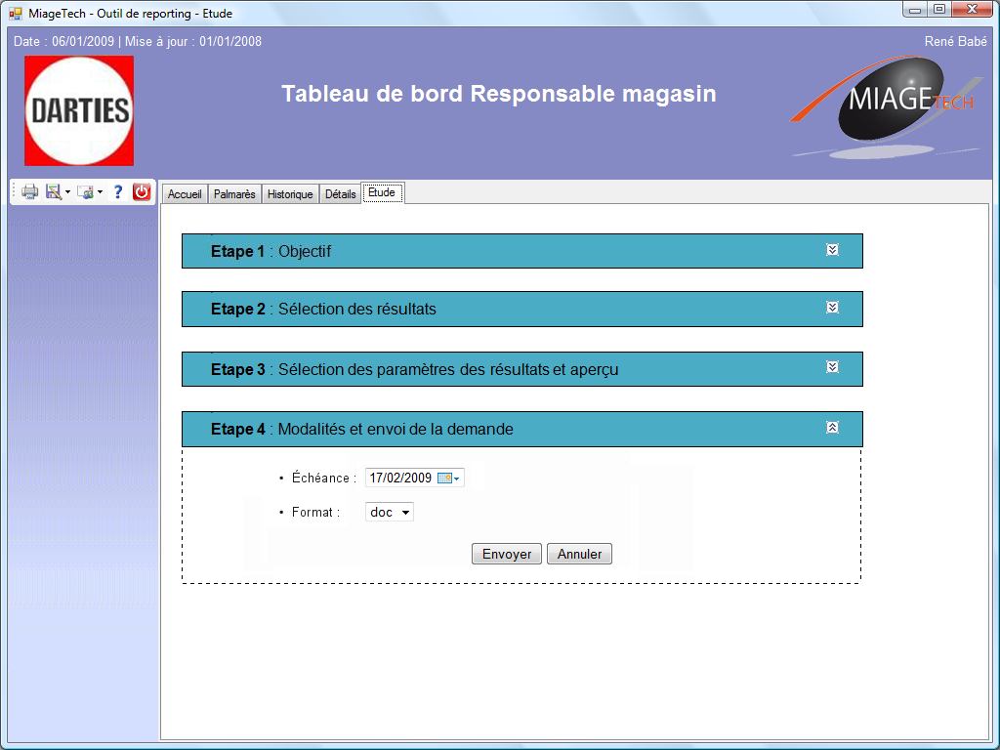 MiageTech - Outil de reporting - Etude
Date : 06/01/2009 | Mise à jour : 01/01/2008
René Babé
DARTIES
Tableau de bord Responsable magasin
MIAGETECH
?
Accueil Palmarès Historique Détails Etude
Etape 1 : Objectif
Etape 2 : Sélection des résultats
Etape 3 : Sélection des paramètres des résultats et aperçu
Etape 4 : Modalités et envoi de la demande
• Échéance : 17/02/2009
• Format : doc
Envoyer Annuler